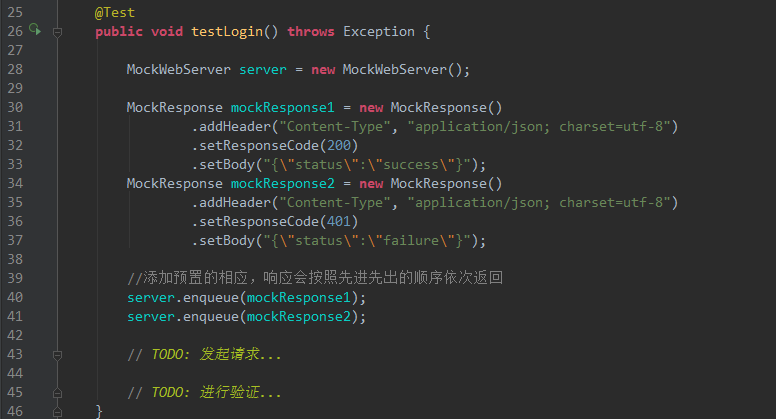 25 @Test
26 public void testLogin() throws Exception {
27
28 MockWebServer server = new MockWebServer();
29
30 MockResponse mockResponse1 = new MockResponse()
31 .addHeader("Content-Type", "application/json; charset=utf-8")
32 .setResponseCode(200)
33 .setBody("{\"status\":\"success\"}");
34 MockResponse mockResponse2 = new MockResponse()
35 .addHeader("Content-Type", "application/json; charset=utf-8")
36 .setResponseCode(401)
37 .setBody("{\"status\":\"failure\"}");
38
39 //添加预置的相应，响应会按照先进先出的顺序依次返回
40 server.enqueue(mockResponse1);
41 server.enqueue(mockResponse2);
42
43 // TODO: 发起请求...
44
45 // TODO: 进行验证...
46 }